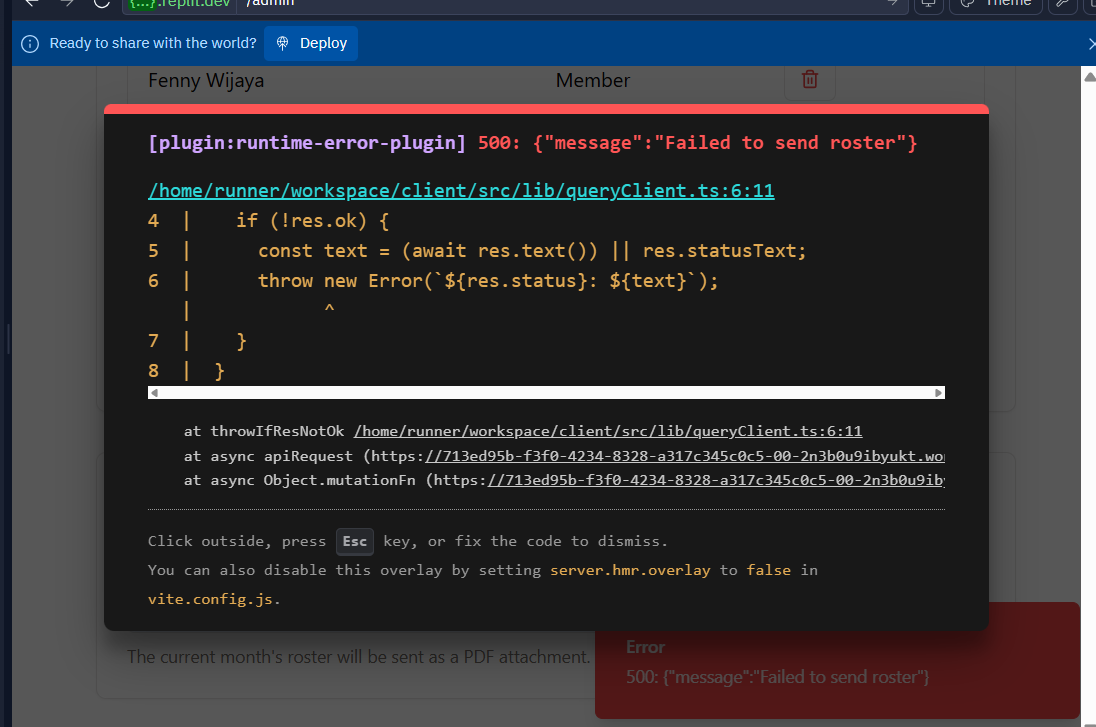 {...}.replit.dev /admin Theme
Ready to share with the world? Deploy
Fenny Wijaya Member
[plugin:runtime-error-plugin] 500: {"message":"Failed to send roster"}
/home/runner/workspace/client/src/lib/queryClient.ts:6:11
4 | if (!res.ok) {
5 | const text = (await res.text()) || res.statusText;
6 | throw new Error(`${res.status}: ${text}`);
| ^
7 | }
8 | }
at throwIfResNotOk /home/runner/workspace/client/src/lib/queryClient.ts:6:11
at async apiRequest (https://713ed95b-f3f0-4234-8328-a317c345c0c5-00-2n3b0u9ibyukt.wo
at async Object.mutationFn (https://713ed95b-f3f0-4234-8328-a317c345c0c5-00-2n3b0u9iby
Click outside, press Esc key, or fix the code to dismiss.
You can also disable this overlay by setting server.hmr.overlay to false in
vite.config.js.
The current month's roster will be sent as a PDF attachment.
Error
500: {"message":"Failed to send roster"}